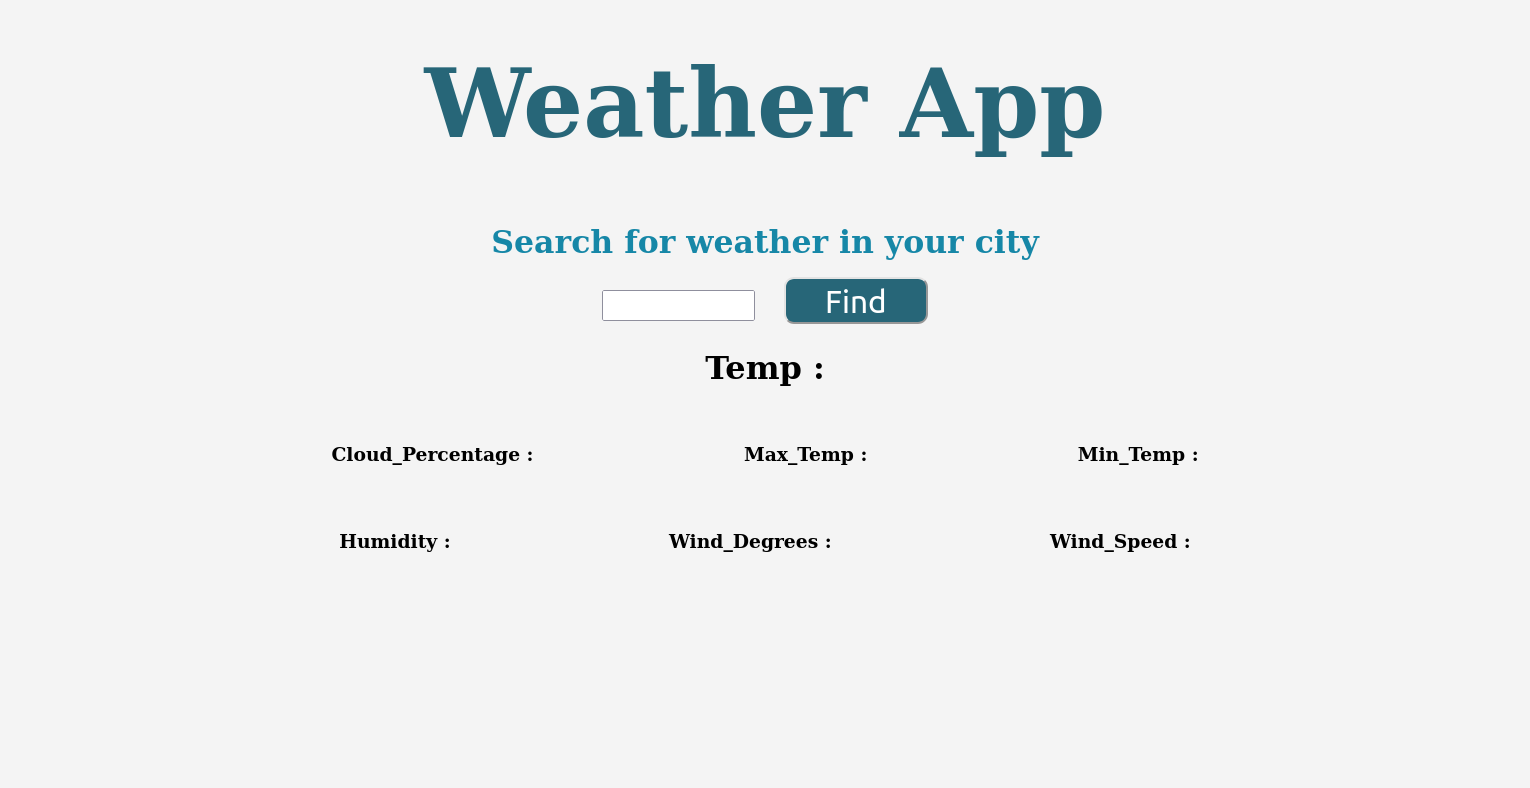 Weather App
Search for weather in your city
Find
Temp :
Cloud_Percentage : Max_Temp : Min_Temp :
Humidity : Wind_Degrees : Wind_Speed :